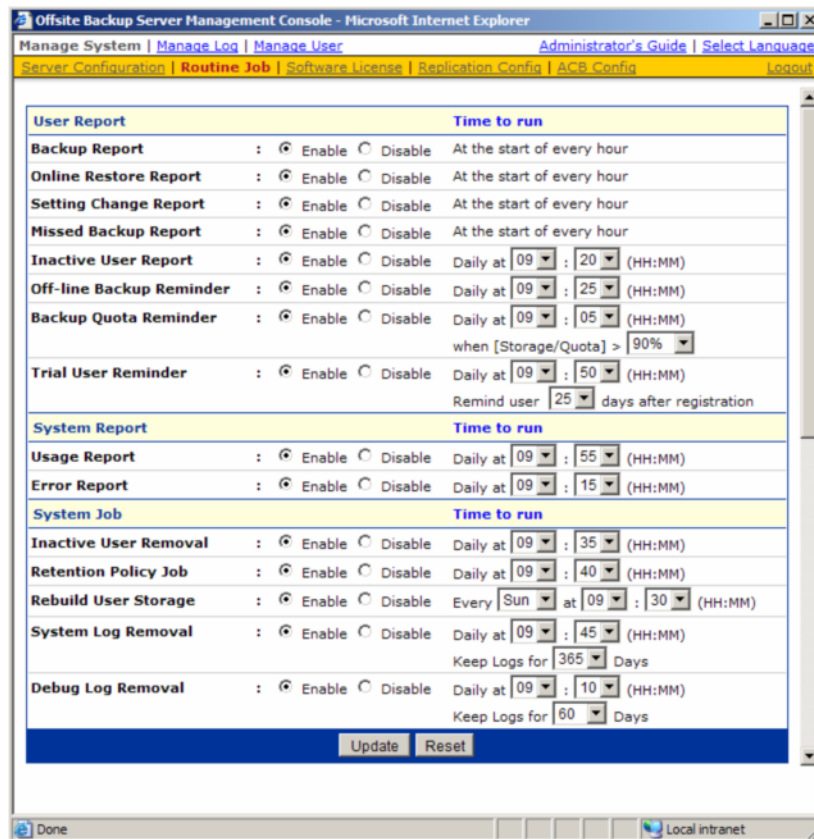 Offsite Backup Server Management Console - Microsoft Internet Explorer
Manage System | Manage Log | Manage User Administrator's Guide | Select Language
Server Configuration | Routine Job | Software License | Replication Config | ACB Config Logout
User Report Time to run
Backup Report : Enable Disable At the start of every hour
Online Restore Report : Enable Disable At the start of every hour
Setting Change Report : Enable Disable At the start of every hour
Missed Backup Report : Enable Disable At the start of every hour
Inactive User Report : Enable Disable Daily at 09 : 20 (HH:MM)
Off-line Backup Reminder : Enable Disable Daily at 09 : 25 (HH:MM)
Backup Quota Reminder : Enable Disable Daily at 09 : 05 (HH:MM)
when [Storage/Quota] > 90%
Trial User Reminder : Enable Disable Daily at 09 : 50 (HH:MM)
Remind user 25 days after registration
System Report Time to run
Usage Report : Enable Disable Daily at 09 : 55 (HH:MM)
Error Report : Enable Disable Daily at 09 : 15 (HH:MM)
System Job Time to run
Inactive User Removal : Enable Disable Daily at 09 : 35 (HH:MM)
Retention Policy Job : Enable Disable Daily at 09 : 40 (HH:MM)
Rebuild User Storage : Enable Disable Every Sun at 09 : 30 (HH:MM)
System Log Removal : Enable Disable Daily at 09 : 45 (HH:MM)
Keep Logs for 365 Days
Debug Log Removal : Enable Disable Daily at 09 : 10 (HH:MM)
Keep Logs for 60 Days
Update Reset
Done Local intranet